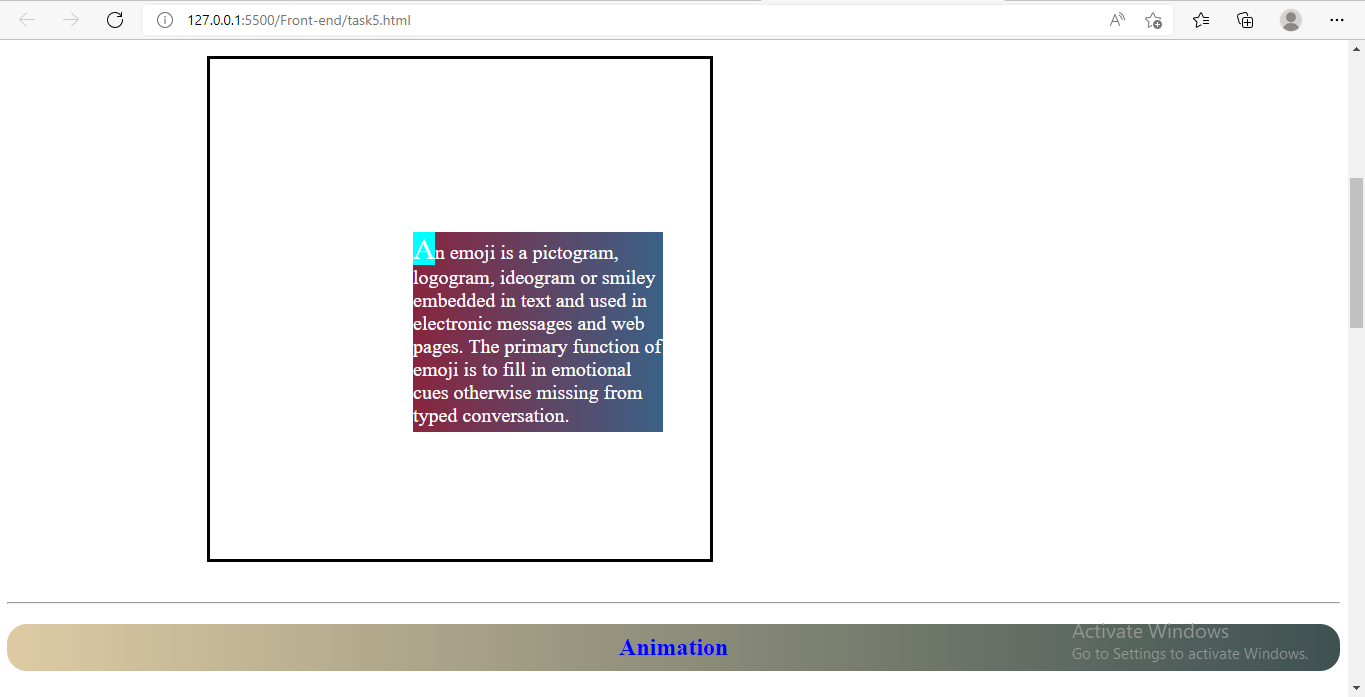 127.0.0.1:5500/Front-end/task5.html
An emoji is a pictogram,
logogram, ideogram or smiley
embedded in text and used in
electronic messages and web
pages. The primary function of
emoji is to fill in emotional
cues otherwise missing from
typed conversation.
Animation
Activate Windows
Go to Settings to activate Windows.